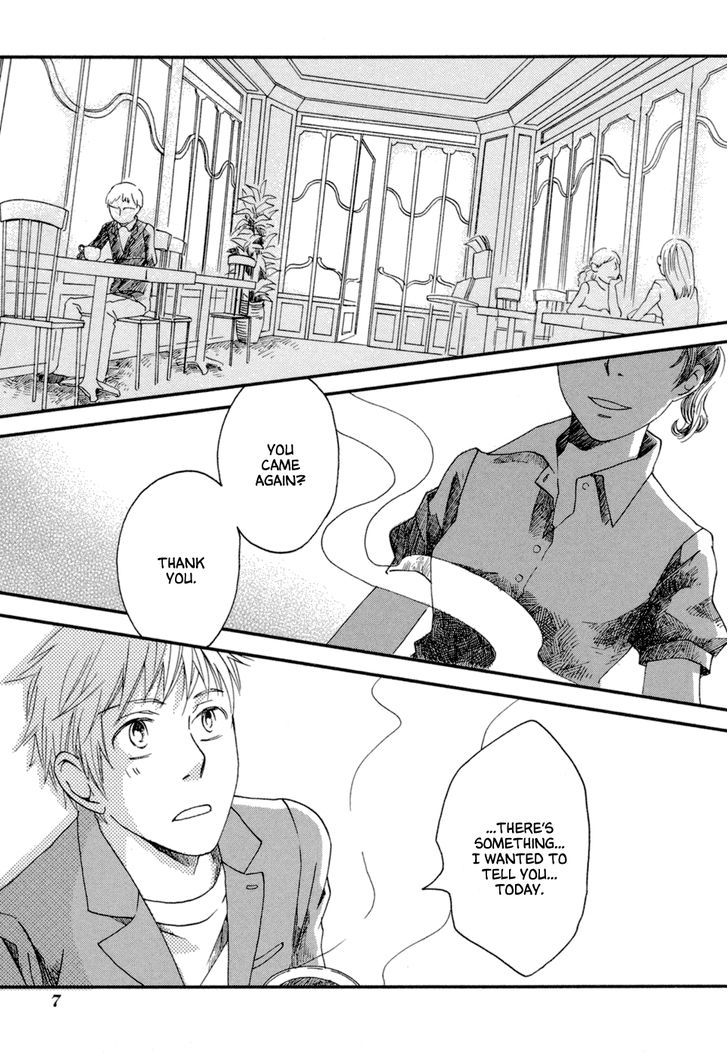 YOU
CAME
AGAIN?
THANK
YOU.
...THERE'S
SOMETHING...
I WANTED TO
TELL YOU...
TODAY.
7